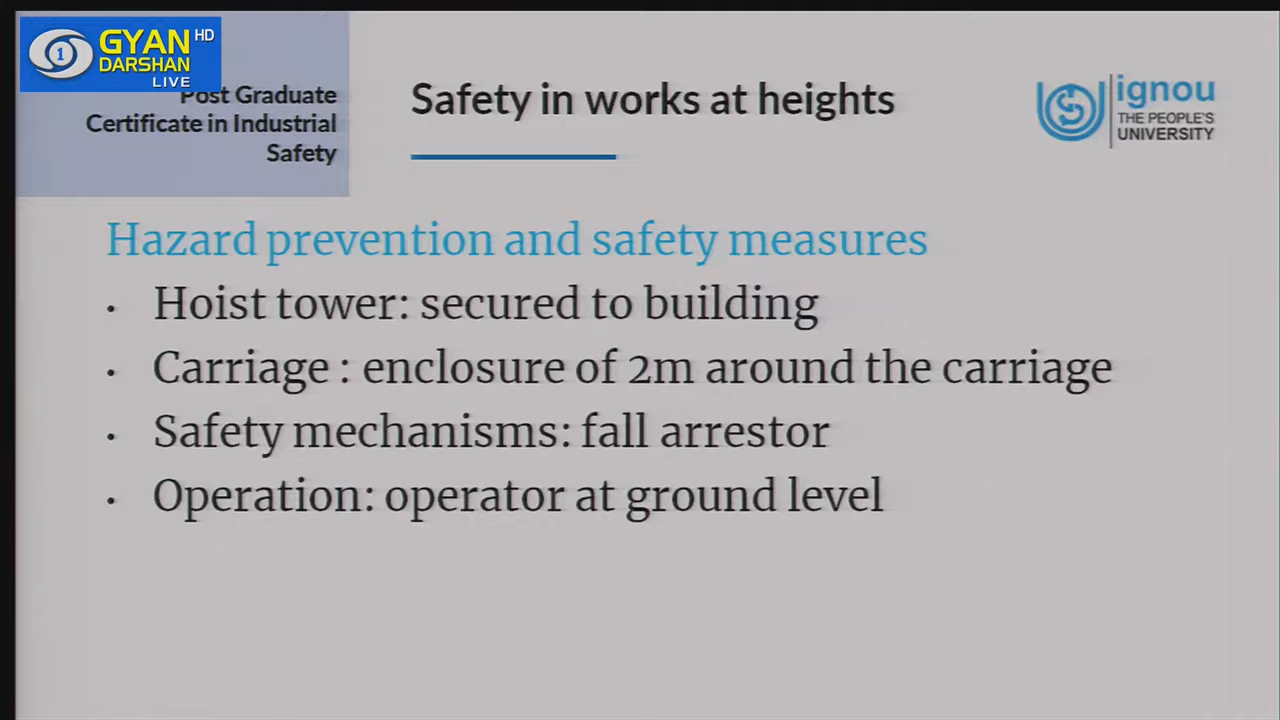 GYAN HD
DARSHAN
LIVE
1
Post Graduate
Certificate in Industrial
Safety
Safety in works at heights
ignou
THE PEOPLE'S
UNIVERSITY
Hazard prevention and safety measures
• Hoist tower: secured to building
• Carriage : enclosure of 2m around the carriage
• Safety mechanisms: fall arrestor
• Operation: operator at ground level